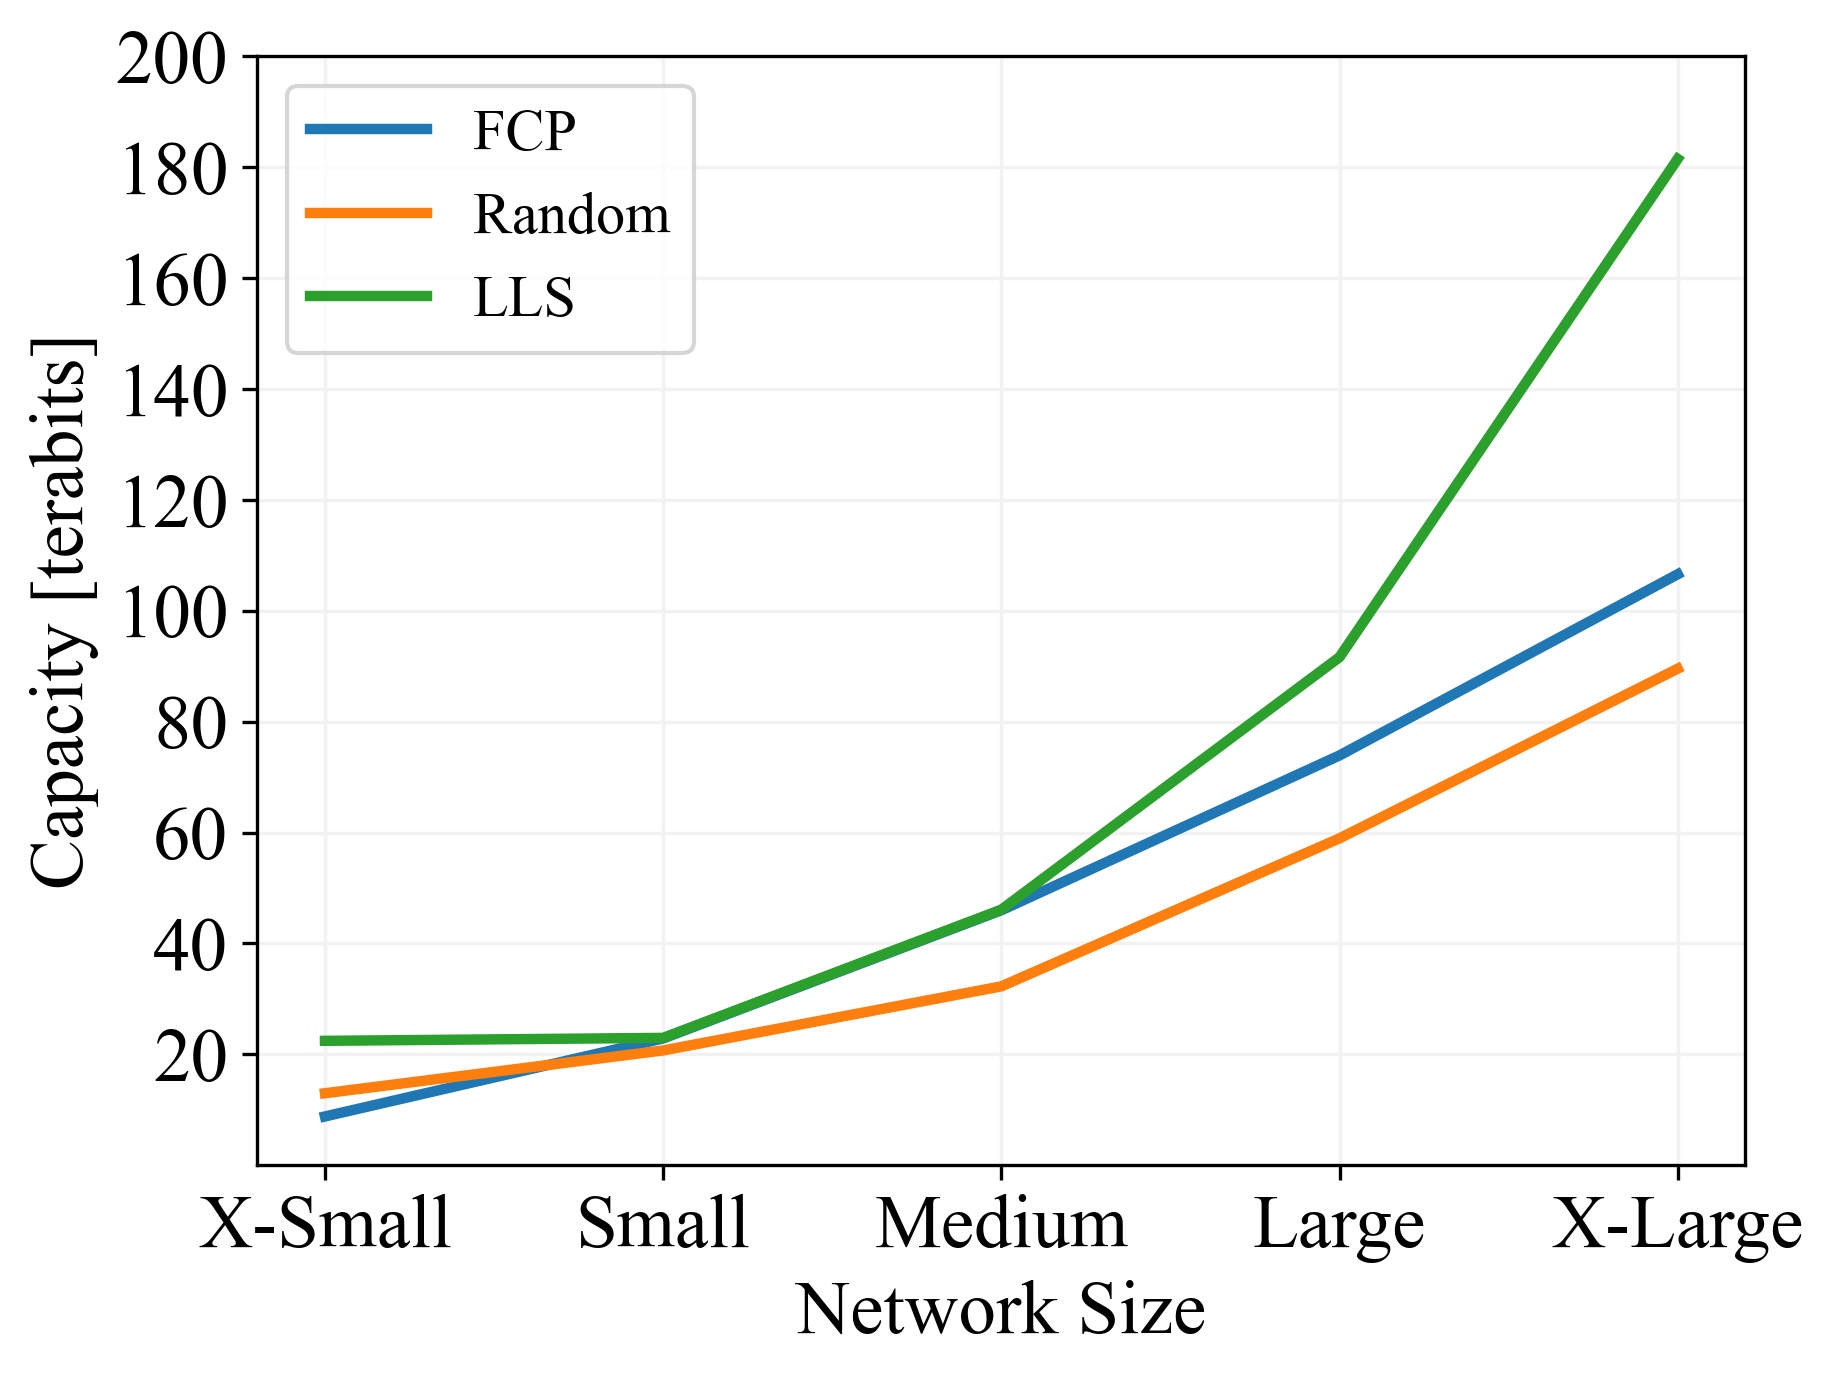 200
180
160
140
120
100
80
60
40
20
Capacity [terabits]
FCP
Random
LLS
X-Small Small Medium Large X-Large
Network Size